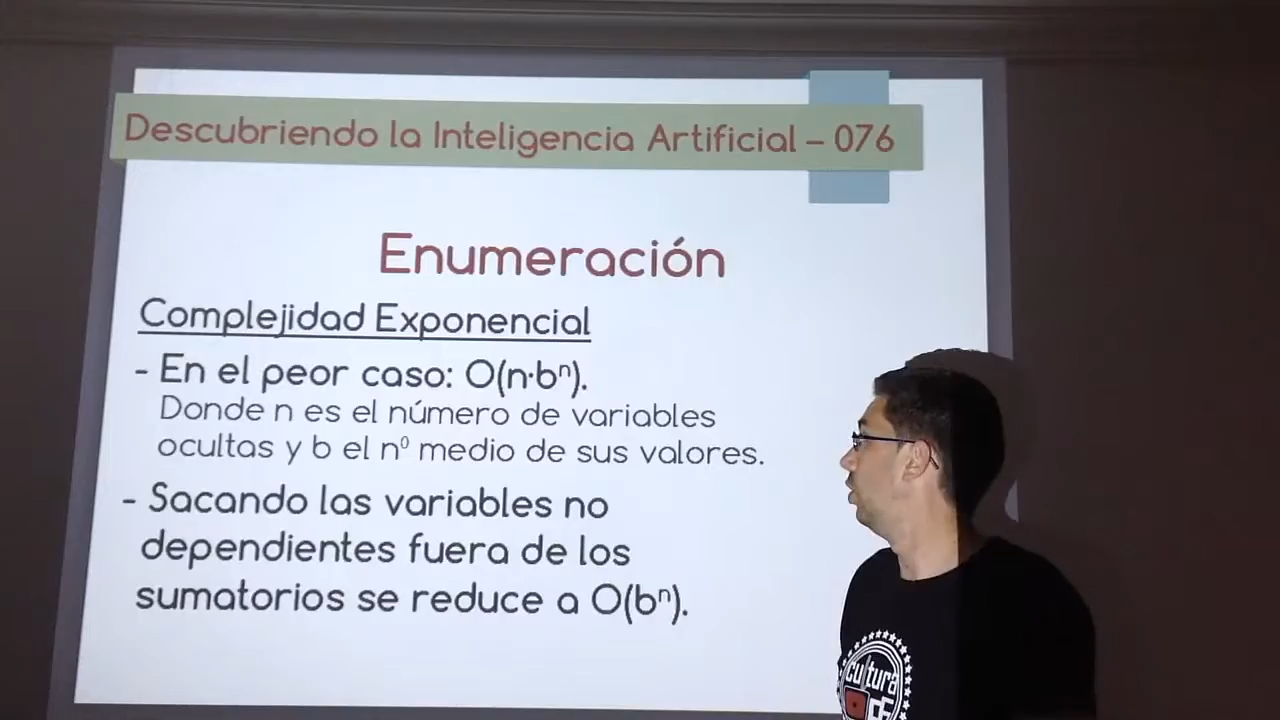 Descubriendo la Inteligencia Artificial – 076
Enumeración
Complejidad Exponencial
- En el peor caso: O(n·bⁿ).
Donde n es el número de variables
ocultas y b el nº medio de sus valores.
- Sacando las variables no
dependientes fuera de los
sumatorios se reduce a O(bⁿ).
cultura